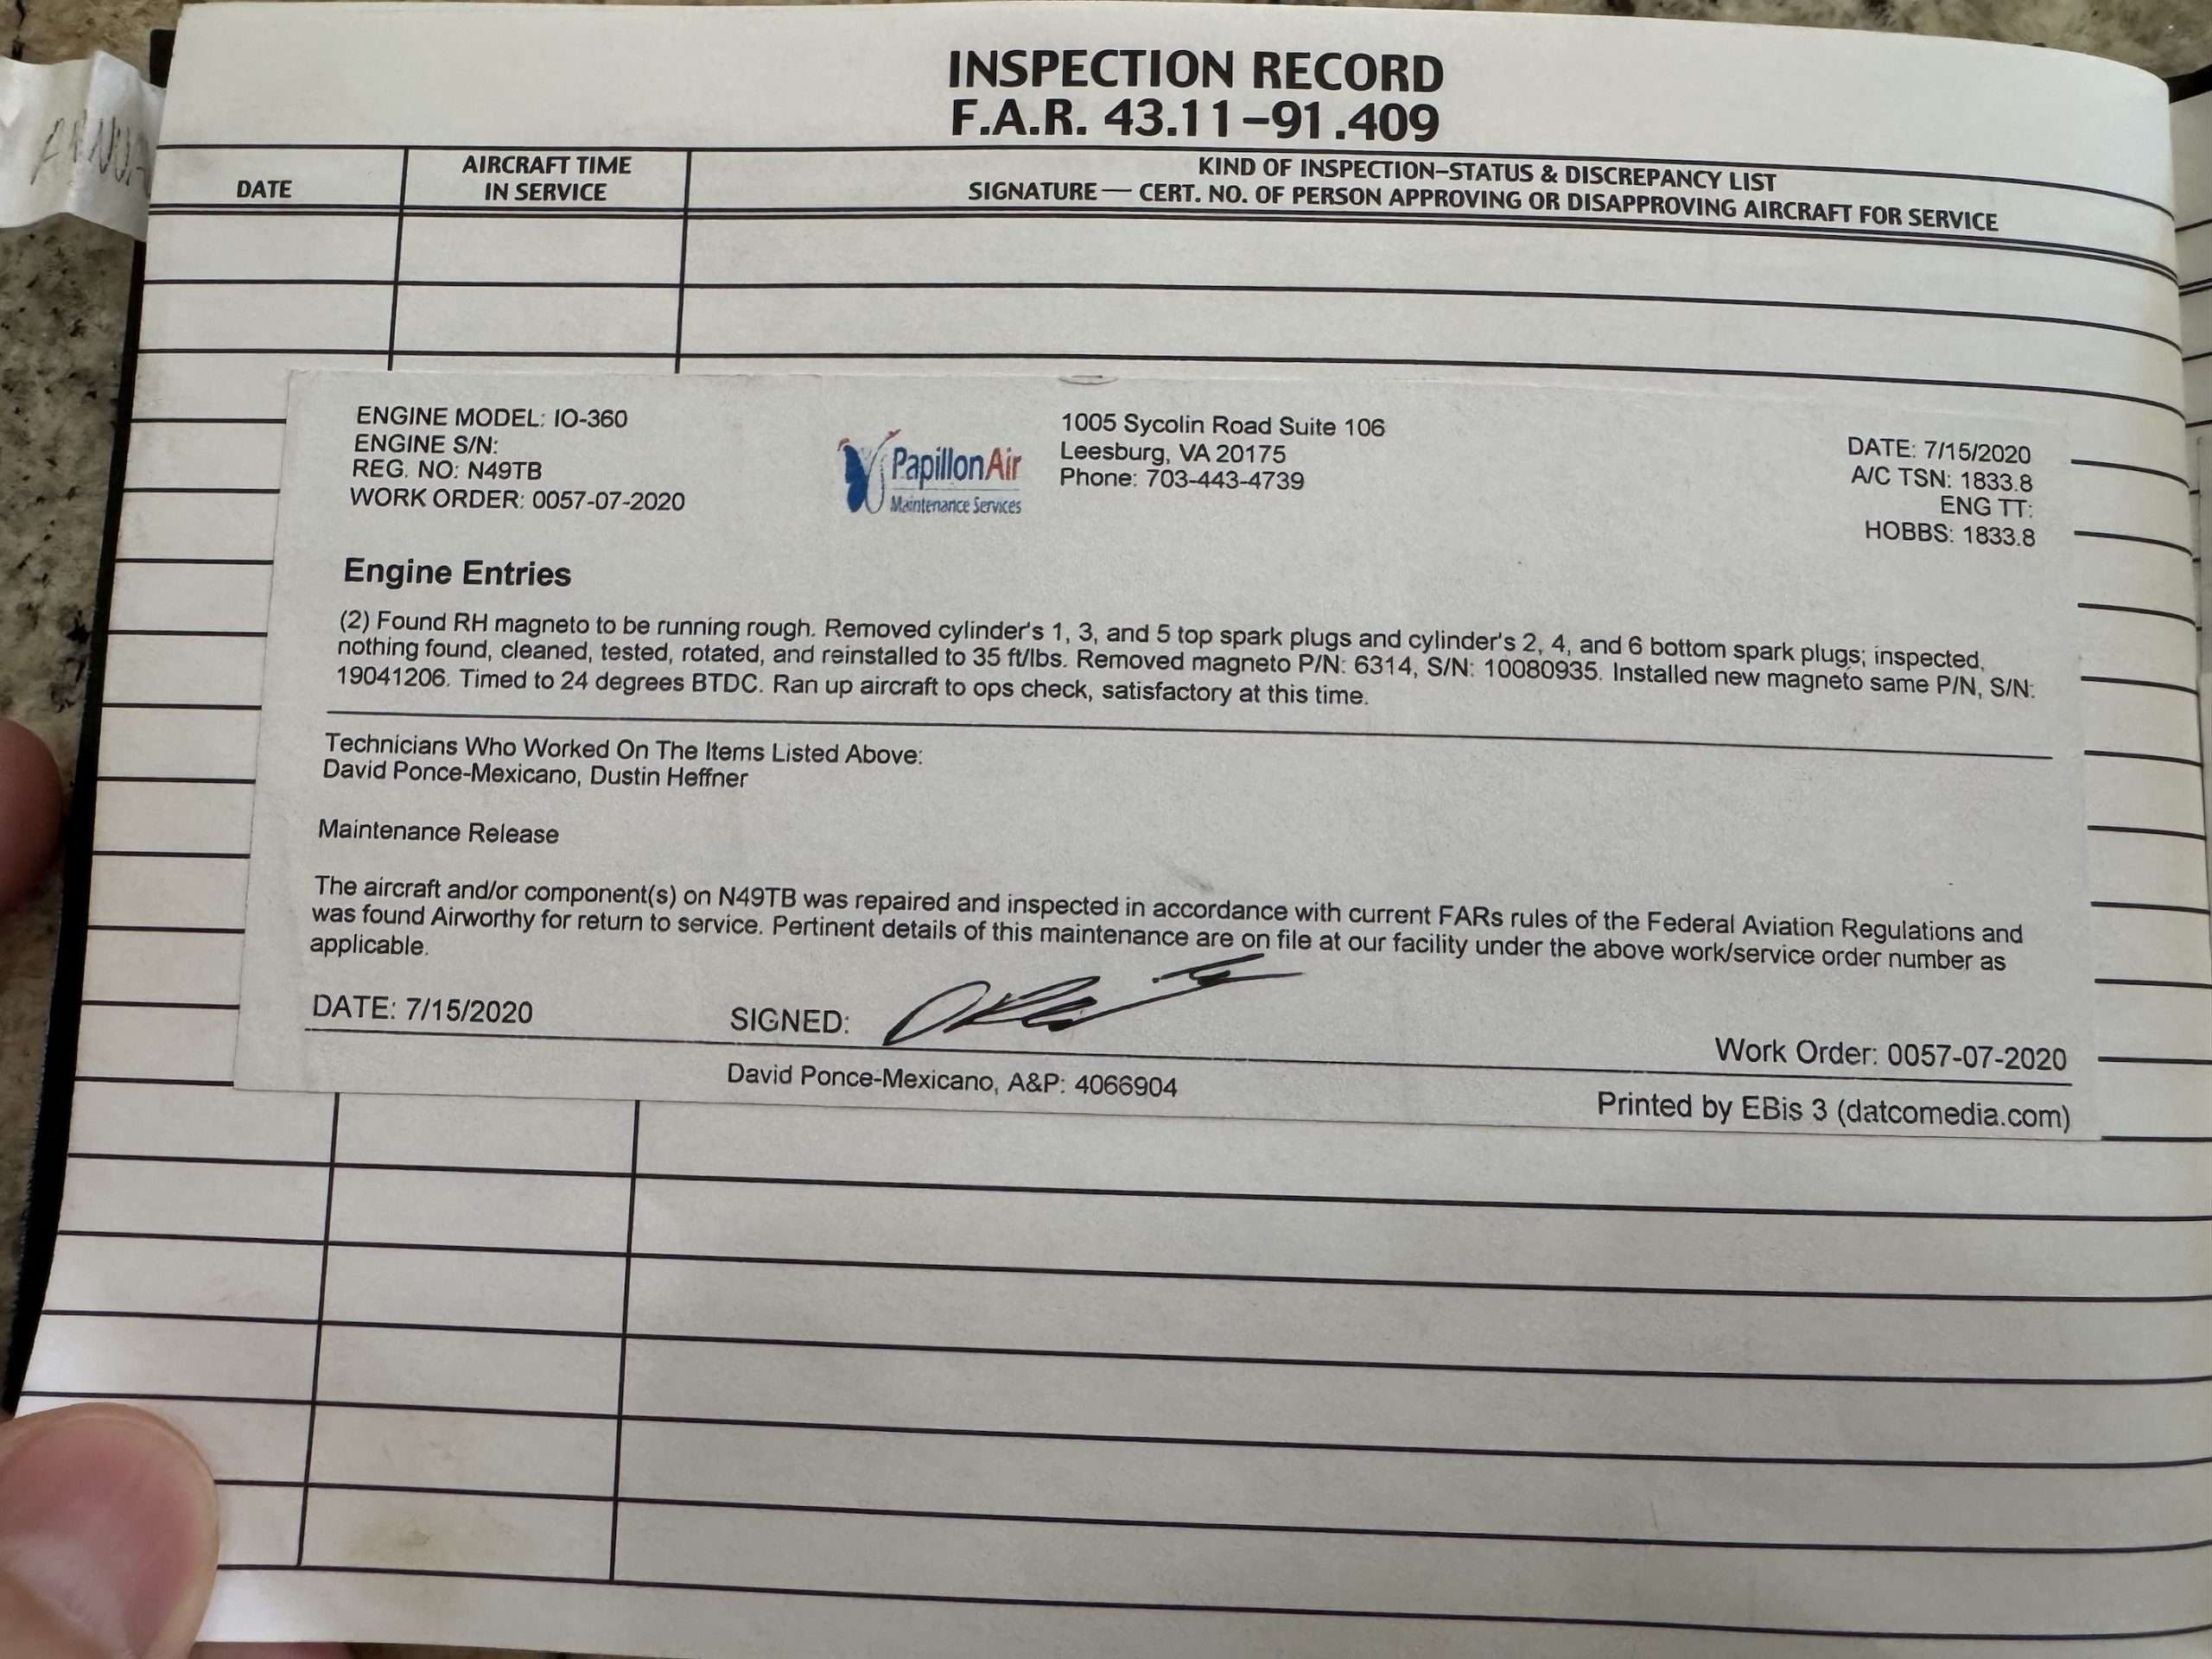 INSPECTION RECORD
F.A.R. 43.11–91.409
DATE
AIRCRAFT TIME
IN SERVICE
KIND OF INSPECTION–STATUS & DISCREPANCY LIST
SIGNATURE — CERT. NO. OF PERSON APPROVING OR DISAPPROVING AIRCRAFT FOR SERVICE
ENGINE MODEL: IO-360
ENGINE S/N:
REG. NO: N49TB
WORK ORDER: 0057-07-2020
PapillonAir
Maintenance Services
1005 Sycolin Road Suite 106
Leesburg, VA 20175
Phone: 703-443-4739
DATE: 7/15/2020
A/C TSN: 1833.8
ENG TT:
HOBBS: 1833.8
Engine Entries
(2) Found RH magneto to be running rough. Removed cylinder's 1, 3, and 5 top spark plugs and cylinder's 2, 4, and 6 bottom spark plugs; inspected,
nothing found, cleaned, tested, rotated, and reinstalled to 35 ft/lbs. Removed magneto P/N: 6314, S/N: 10080935. Installed new magneto same P/N, S/N:
19041206. Timed to 24 degrees BTDC. Ran up aircraft to ops check, satisfactory at this time.
Technicians Who Worked On The Items Listed Above:
David Ponce-Mexicano, Dustin Heffner
Maintenance Release
The aircraft and/or component(s) on N49TB was repaired and inspected in accordance with current FARs rules of the Federal Aviation Regulations and
was found Airworthy for return to service. Pertinent details of this maintenance are on file at our facility under the above work/service order number as
applicable.
DATE: 7/15/2020
SIGNED:
Work Order: 0057-07-2020
David Ponce-Mexicano, A&P: 4066904
Printed by EBis 3 (datcomedia.com)